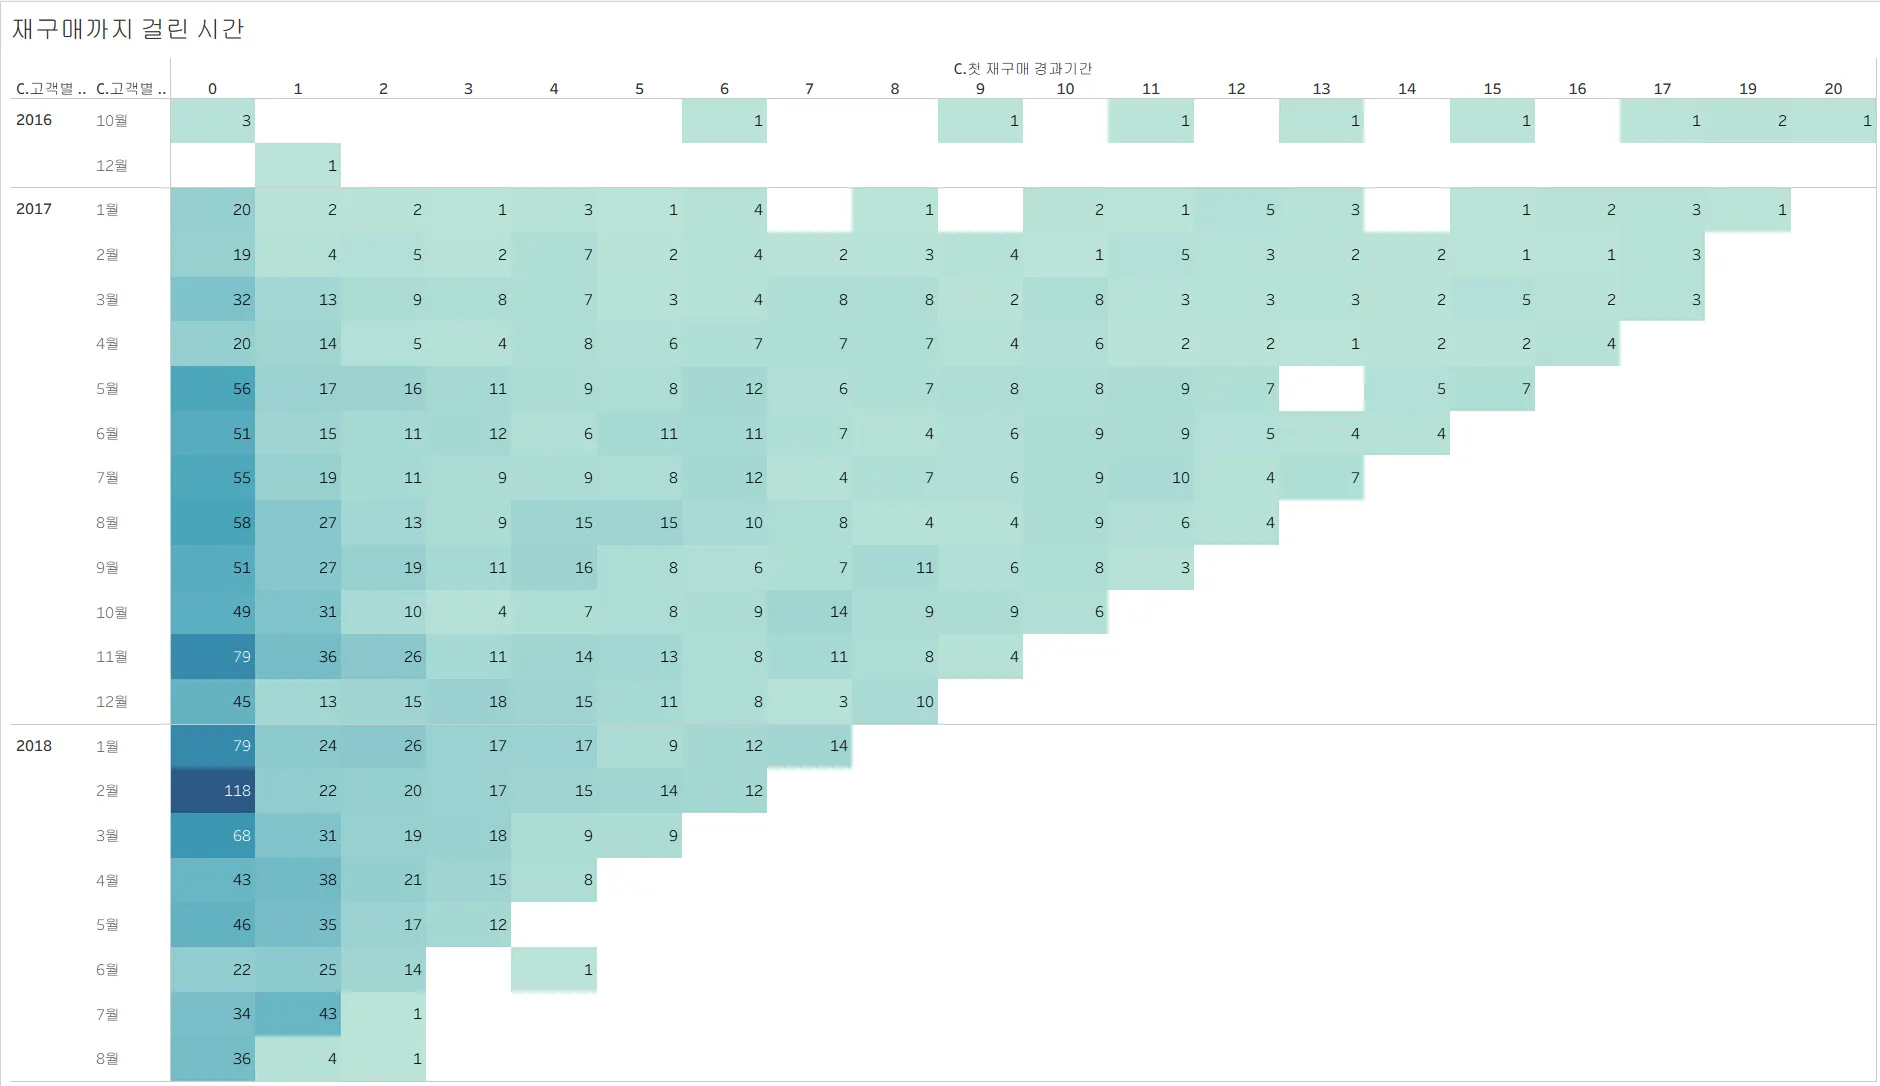 재구매까지 걸린 시간
C.첫 재구매 경과기간
C.고객별 .. C.고객별 .. 0 1 2 3 4 5 6 7 8 9 10 11 12 13 14 15 16 17 19 20
2016 10월 3 1 1 1 1 1 1 2 1
12월 1
2017 1월 20 2 2 1 3 1 4 1 2 1 5 3 1 2 3 1
2월 19 4 5 2 7 2 4 2 3 4 1 5 3 2 2 1 1 3
3월 32 13 9 8 7 3 4 8 8 2 8 3 3 3 2 5 2 3
4월 20 14 5 4 8 6 7 7 7 4 6 2 2 1 2 2 4
5월 56 17 16 11 9 8 12 6 7 8 8 9 7 5 7
6월 51 15 11 12 6 11 11 7 4 6 9 9 5 4 4
7월 55 19 11 9 9 8 12 4 7 6 9 10 4 7
8월 58 27 13 9 15 15 10 8 4 4 9 6 4
9월 51 27 19 11 16 8 6 7 11 6 8 3
10월 49 31 10 4 7 8 9 14 9 9 6
11월 79 36 26 11 14 13 8 11 8 4
12월 45 13 15 18 15 11 8 3 10
2018 1월 79 24 26 17 17 9 12 14
2월 118 22 20 17 15 14 12
3월 68 31 19 18 9 9
4월 43 38 21 15 8
5월 46 35 17 12
6월 22 25 14 1
7월 34 43 1
8월 36 4 1